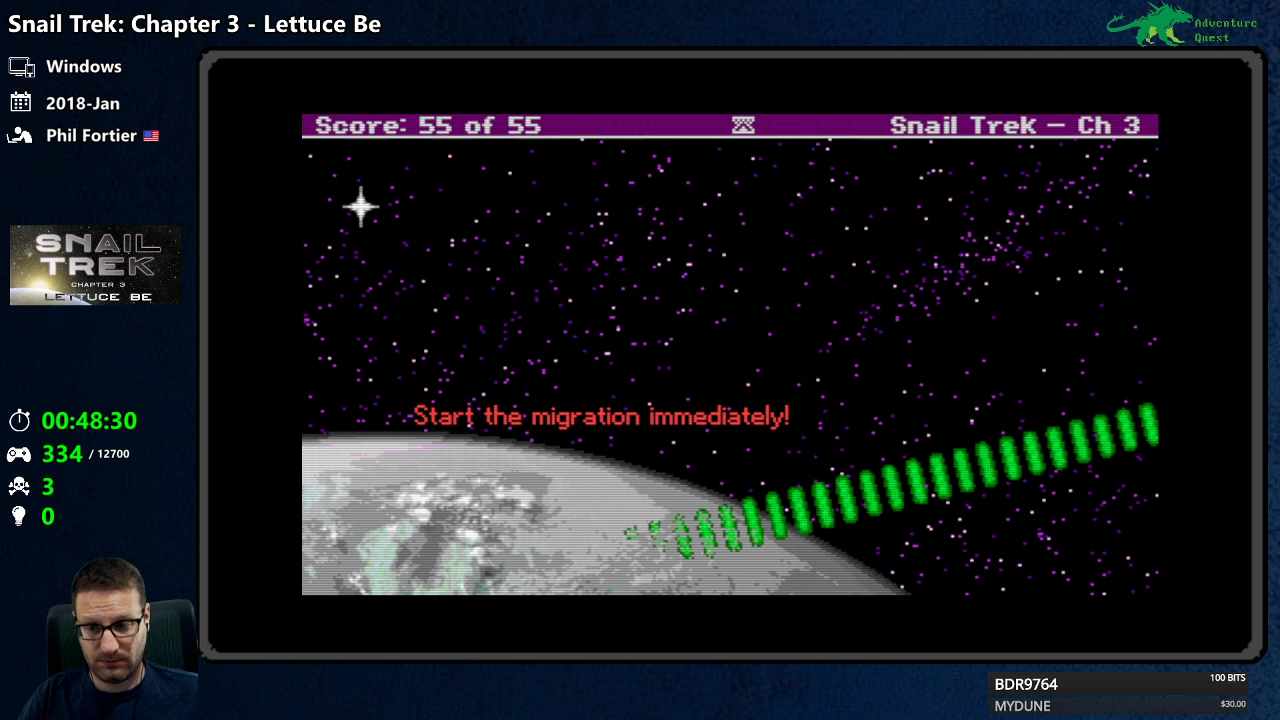 Snail Trek: Chapter 3 - Lettuce Be
Adventure
Quest
Windows
2018-Jan
Phil Fortier
Score: 55 of 55
Snail Trek – Ch 3
SNAIL
TREK
CHAPTER 3
LETTUCE BE
Start the migration immediately!
00:48:30
334 / 12700
3
0
BDR9764 100 BITS
MYDUNE $30.00